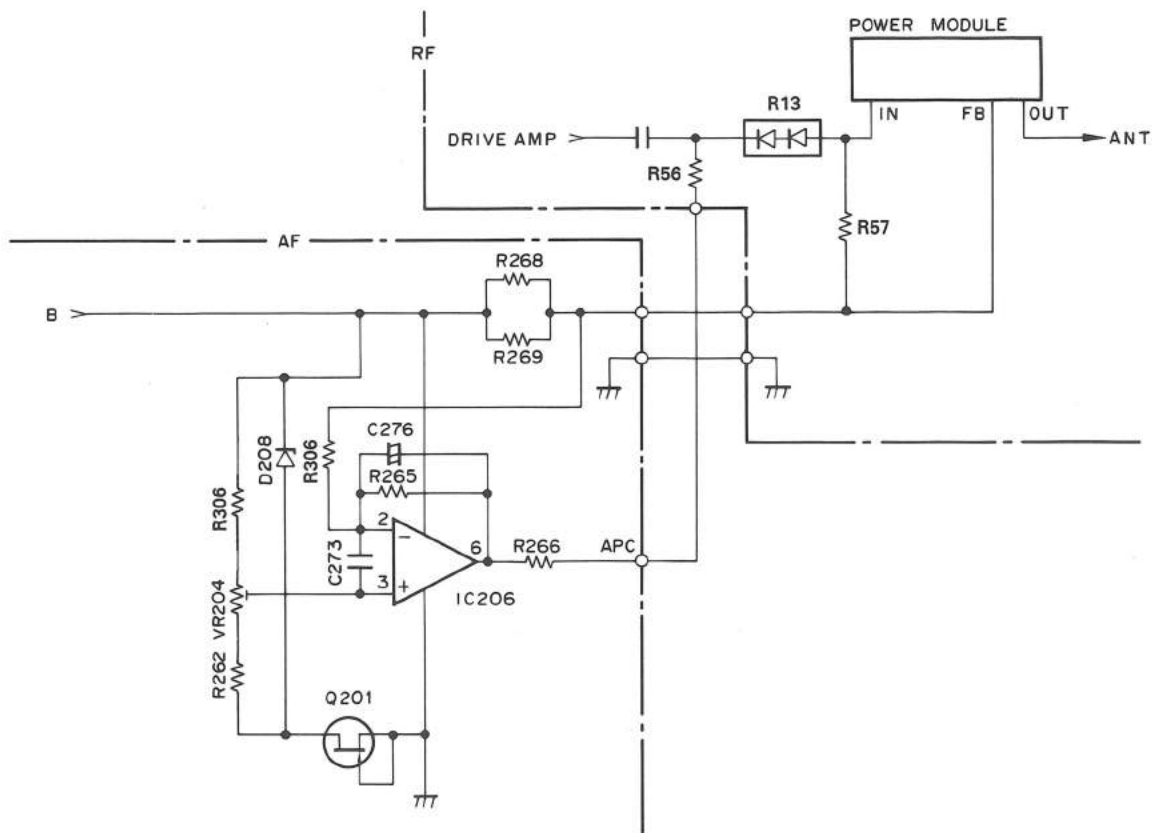 POWER MODULE
RF
R13
IN
FB
OUT
DRIVE AMP
ANT
R56
R57
AF
R268
B
R269
C276
D208
R306
R265
R306
2
-
6
R266
APC
C273
3
+
IC206
VR204
R262
Q201